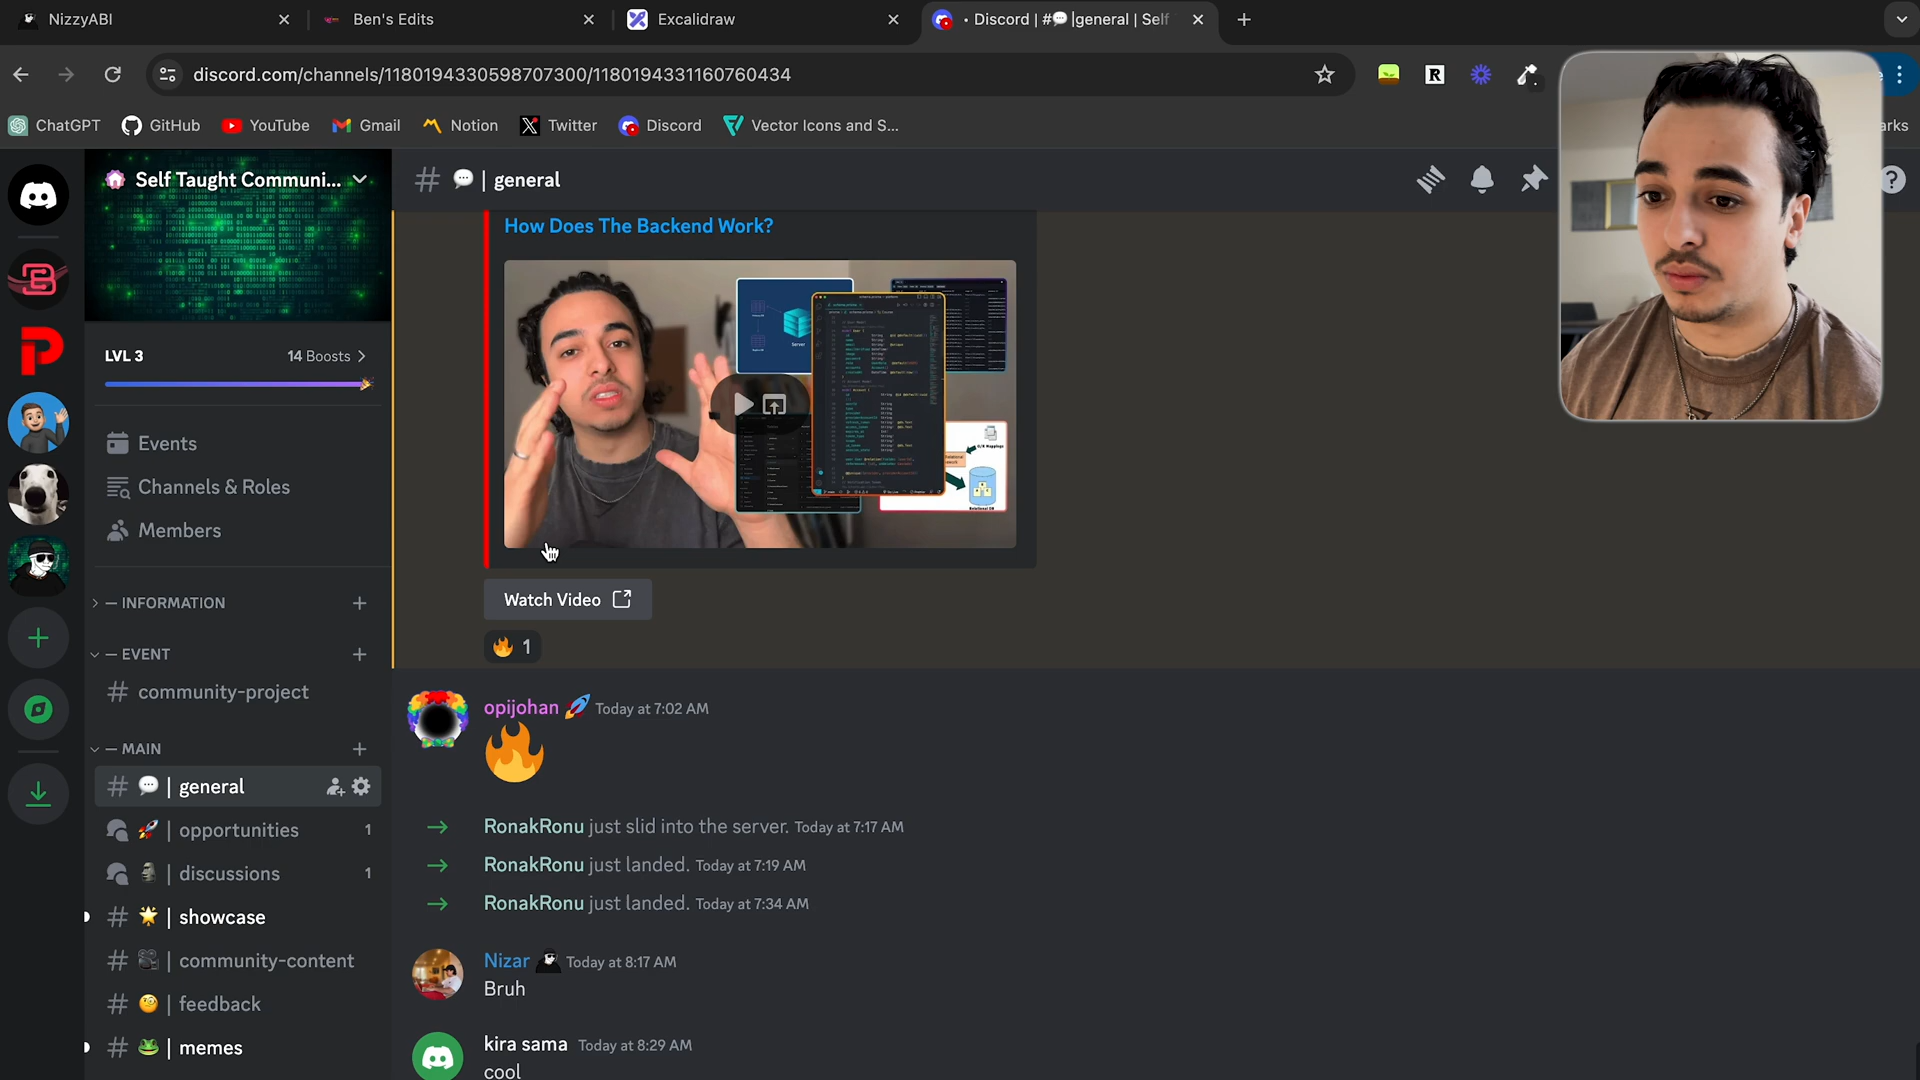 NizzyABI
Ben's Edits
Excalidraw
• Discord | #💬|general | Self
discord.com/channels/1180194330598707300/1180194331160760434
ChatGPT
GitHub
YouTube
Gmail
Notion
Twitter
Discord
Vector Icons and S...
arks
Self Taught Communi...
# 💬 | general
How Does The Backend Work?
Server
Relational DB
Watch Video
🔥 1
LVL 3
14 Boosts >
Events
Channels & Roles
Members
— INFORMATION
— EVENT
# community-project
— MAIN
# 💬 | general
🚀 | opportunities 1
🗿 | discussions 1
# 🌟 | showcase
# 🎥 | community-content
# 🧐 | feedback
# 🐸 | memes
opijohan 🚀 Today at 7:02 AM
🔥
RonakRonu just slid into the server. Today at 7:17 AM
RonakRonu just landed. Today at 7:19 AM
RonakRonu just landed. Today at 7:34 AM
Nizar Today at 8:17 AM
Bruh
kira sama Today at 8:29 AM
cool